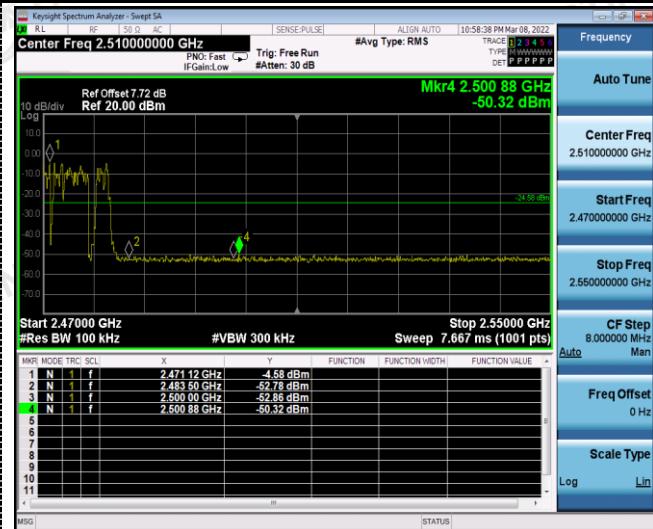 Keysight Spectrum Analyzer - Swept SA
RL RF 50 Ω AC SENSE:PULSE ALIGN AUTO 10:58:38 PM Mar 08, 2022
Center Freq 2.510000000 GHz #Avg Type: RMS TRACE 1 2 3 4 5 6
PNO: Fast Trig: Free Run TYPE M WWWWW
IFGain:Low #Atten: 30 dB DET P P P P P P
Mkr4 2.500 88 GHz
Ref Offset 7.72 dB
10 dB/div Ref 20.00 dBm -50.32 dBm
Log
10.0
0.00
-10.0
-20.0
-24.58 dBm
-30.0
-40.0
-50.0
-60.0
-70.0
1
2
4
Start 2.47000 GHz Stop 2.55000 GHz
#Res BW 100 kHz #VBW 300 kHz Sweep 7.667 ms (1001 pts)
MKR MODE TRC SCL X Y FUNCTION FUNCTION WIDTH FUNCTION VALUE
1 N 1 f 2.471 12 GHz -4.58 dBm
2 N 1 f 2.483 50 GHz -52.78 dBm
3 N 1 f 2.500 00 GHz -52.86 dBm
4 N 1 f 2.500 88 GHz -50.32 dBm
5
6
7
8
9
10
11
MSG STATUS
Frequency
Auto Tune
Center Freq
2.510000000 GHz
Start Freq
2.470000000 GHz
Stop Freq
2.550000000 GHz
CF Step
8.000000 MHz
Auto Man
Freq Offset
0 Hz
Scale Type
Log Lin